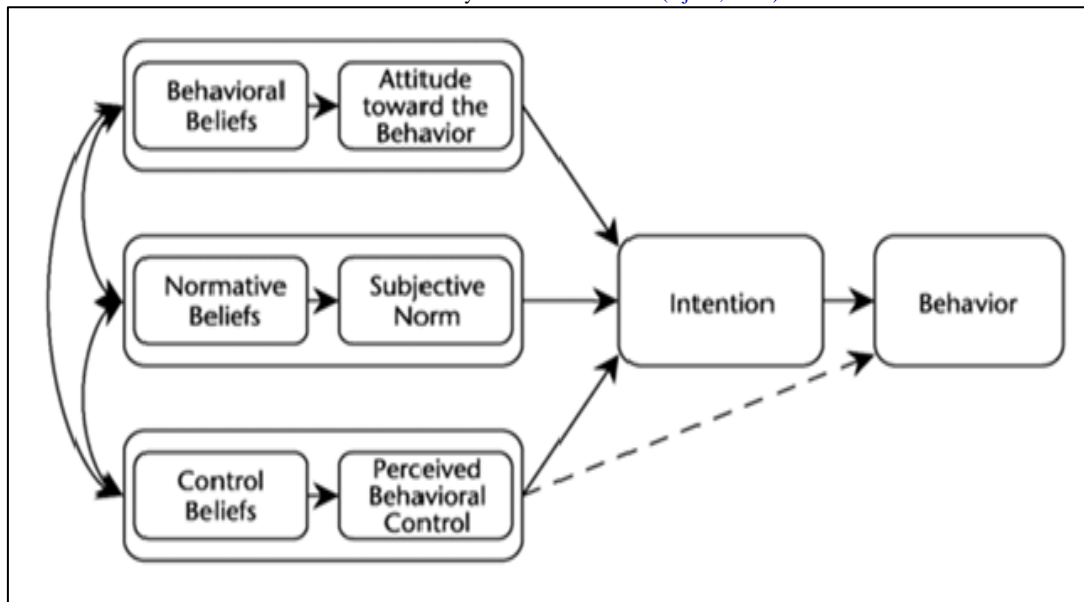 Behavioral
Beliefs
Attitude
toward the
Behavior
Normative
Beliefs
Subjective
Norm
Intention
Behavior
Control
Beliefs
Perceived
Behavioral
Control